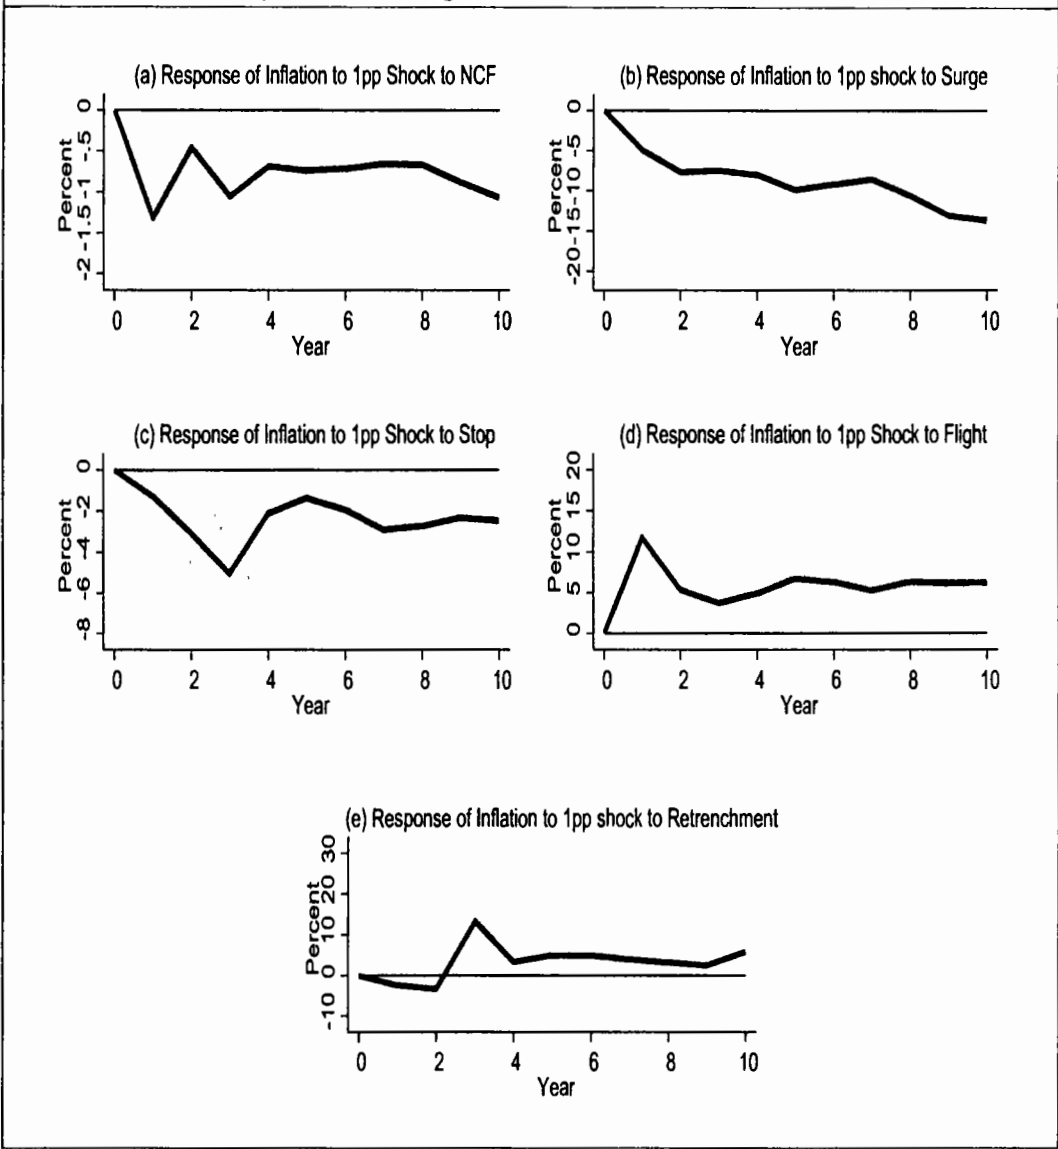 (a) Response of Inflation to 1pp Shock to NCF
Percent
0
-.5
-1
-1.5
-2
0 2 4 6 8 10
Year
(b) Response of Inflation to 1pp shock to Surge
Percent
0
-5
-10
-15
-20
0 2 4 6 8 10
Year
(c) Response of Inflation to 1pp Shock to Stop
Percent
0
-2
-4
-6
-8
0 2 4 6 8 10
Year
(d) Response of Inflation to 1pp Shock to Flight
Percent
20
15
10
5
0
0 2 4 6 8 10
Year
(e) Response of Inflation to 1pp shock to Retrenchment
Percent
30
20
10
0
-10
0 2 4 6 8 10
Year